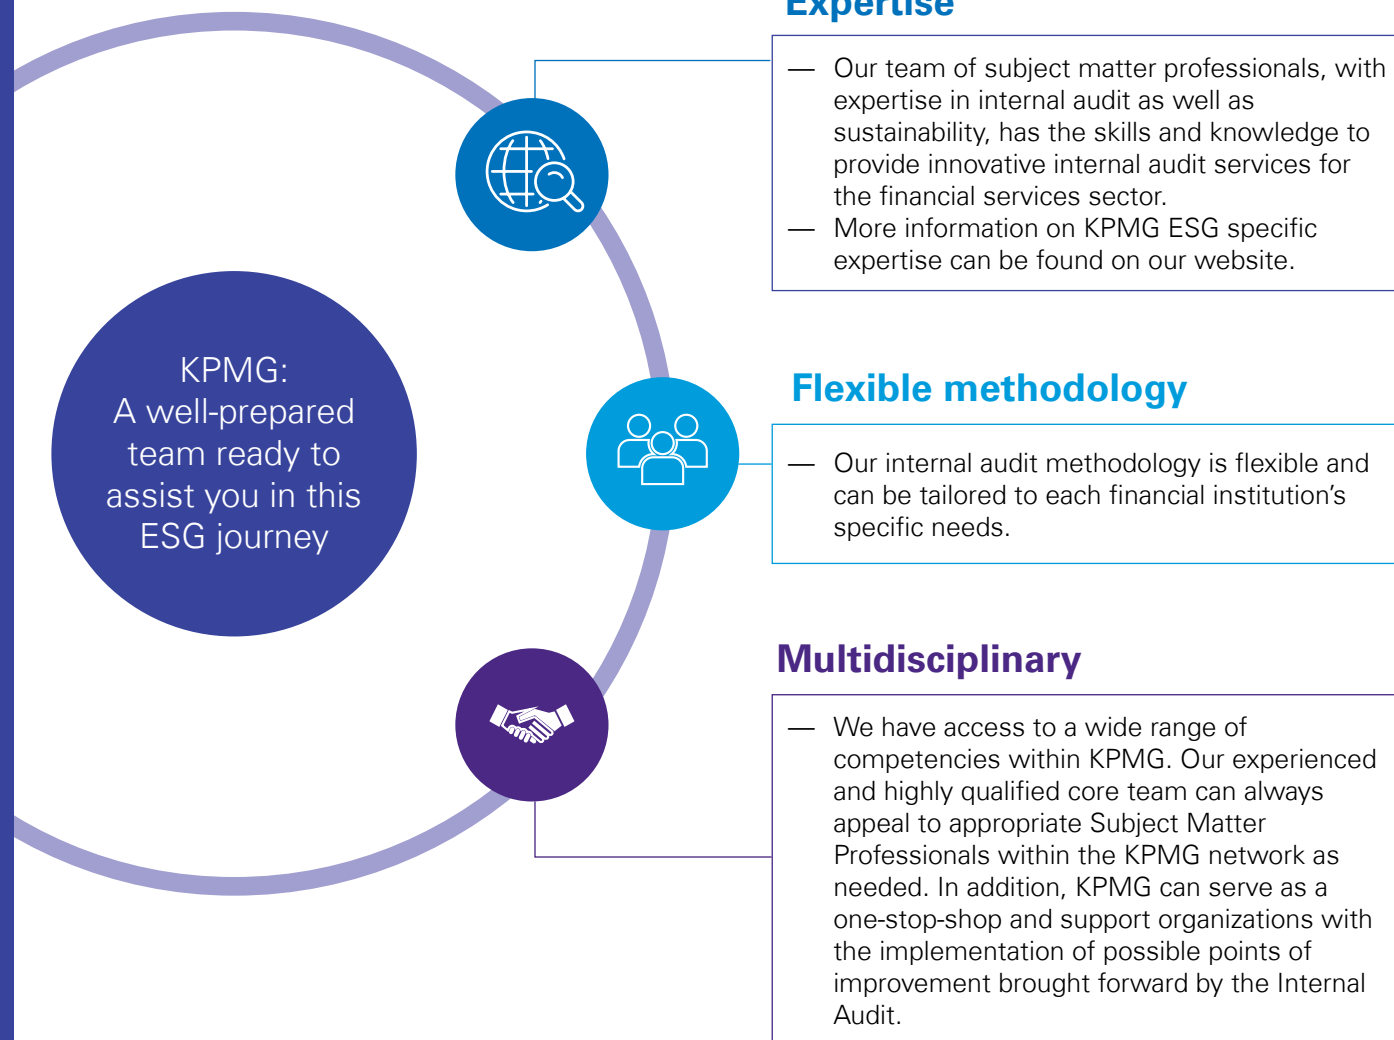 Expertise
— Our team of subject matter professionals, with
expertise in internal audit as well as
sustainability, has the skills and knowledge to
provide innovative internal audit services for
the financial services sector.
— More information on KPMG ESG specific
expertise can be found on our website.
KPMG:
A well-prepared
team ready to
assist you in this
ESG journey
Flexible methodology
— Our internal audit methodology is flexible and
can be tailored to each financial institution’s
specific needs.
Multidisciplinary
— We have access to a wide range of
competencies within KPMG. Our experienced
and highly qualified core team can always
appeal to appropriate Subject Matter
Professionals within the KPMG network as
needed. In addition, KPMG can serve as a
one-stop-shop and support organizations with
the implementation of possible points of
improvement brought forward by the Internal
Audit.